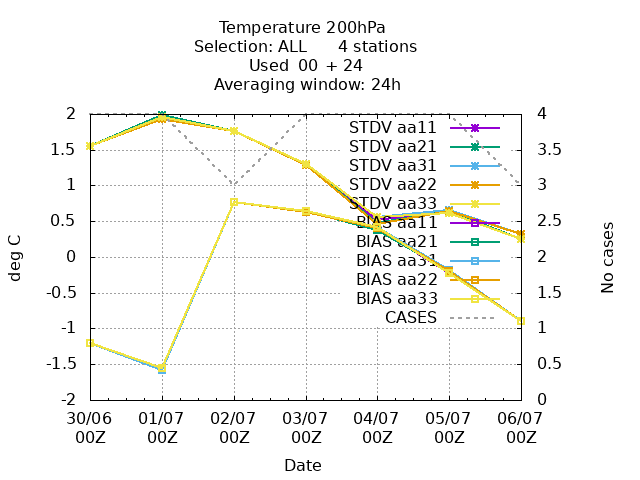 Temperature 200hPa
Selection: ALL 4 stations
Used 00 + 24
Averaging window: 24h
2
1.5
1
0.5
0
-0.5
-1
-1.5
-2
deg C
4
3.5
3
2.5
2
1.5
1
0.5
0
No cases
STDV aa11
STDV aa21
STDV aa31
STDV aa22
STDV aa33
BIAS aa11
BIAS aa21
BIAS aa31
BIAS aa22
BIAS aa33
CASES
30/06 01/07 02/07 03/07 04/07 05/07 06/07
00Z 00Z 00Z 00Z 00Z 00Z 00Z
Date